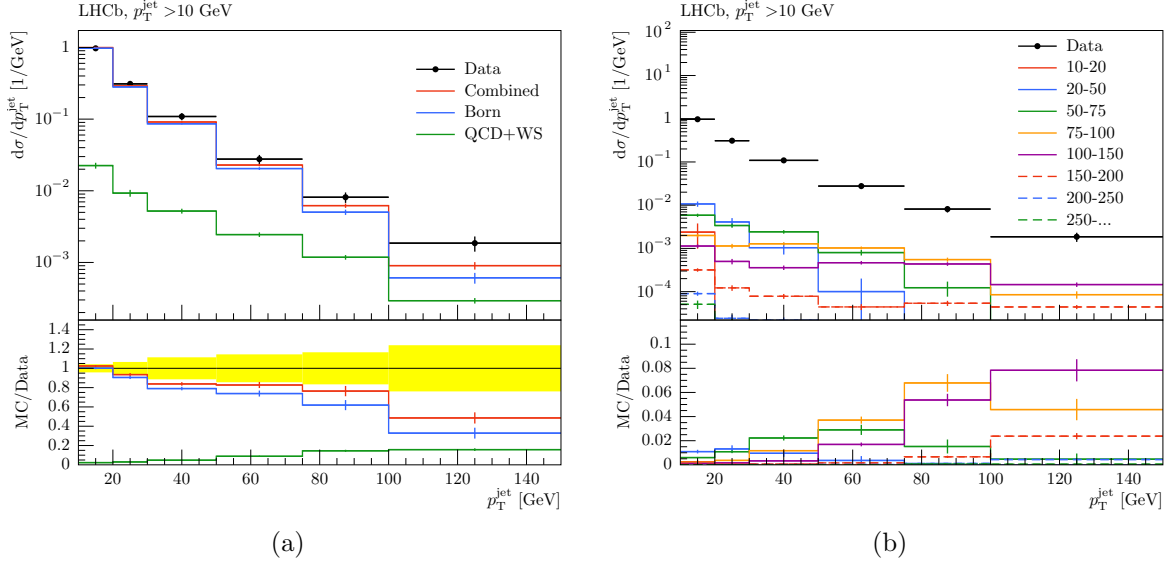 LHCb, p_T^jet >10 GeV
dσ/dp_T^jet [1/GeV]
1
10^−1
10^−2
10^−3
Data
Combined
Born
QCD+WS
MC/Data
1.4
1.2
1
0.8
0.6
0.4
0.2
0
20 40 60 80 100 120 140
p_T^jet [GeV]
(a)
LHCb, p_T^jet >10 GeV
dσ/dp_T^jet [1/GeV]
10^2
10^1
1
10^−1
10^−2
10^−3
10^−4
Data
10-20
20-50
50-75
75-100
100-150
150-200
200-250
250-...
MC/Data
0.1
0.08
0.06
0.04
0.02
0
20 40 60 80 100 120 140
p_T^jet [GeV]
(b)